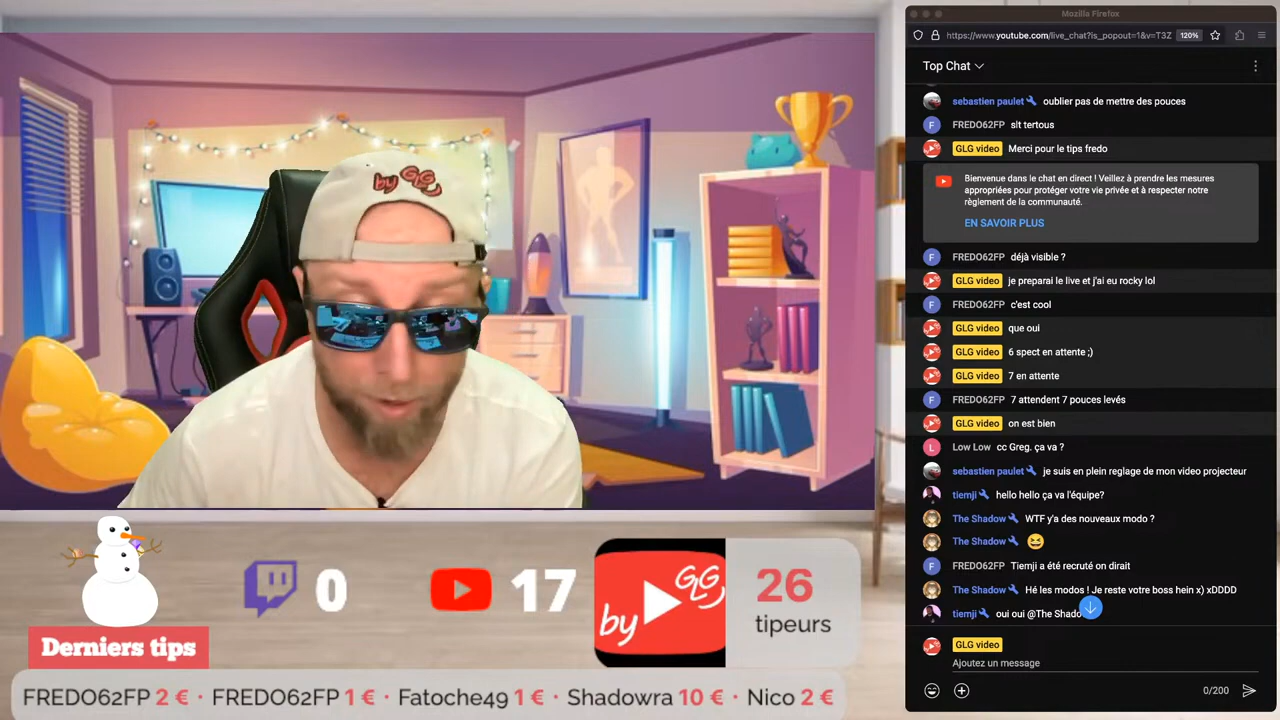 by GLG
0
17
by GLG
26
tipeurs
Derniers tips
FREDO62FP 2 € · FREDO62FP 1 € · Fatoche49 1 € · Shadowra 10 € · Nico 2 €
Mozilla Firefox
https://www.youtube.com/live_chat?is_popout=1&v=T3Z 120%
Top Chat
sebastien paulet oublier pas de mettre des pouces
F FREDO62FP slt tertous
GLG video Merci pour le tips fredo
Bienvenue dans le chat en direct ! Veillez à prendre les mesures
appropriées pour protéger votre vie privée et à respecter notre
règlement de la communauté.
EN SAVOIR PLUS
F FREDO62FP déjà visible ?
GLG video je preparai le live et j'ai eu rocky lol
F FREDO62FP c'est cool
GLG video que oui
GLG video 6 spect en attente ;)
GLG video 7 en attente
F FREDO62FP 7 attendent 7 pouces levés
GLG video on est bien
L Low Low cc Greg. ça va ?
sebastien paulet je suis en plein reglage de mon video projecteur
tiemji hello hello ça va l'équipe?
The Shadow WTF y'a des nouveaux modo ?
The Shadow 😆
F FREDO62FP Tiemji a été recruté on dirait
The Shadow Hé les modos ! Je reste votre boss hein x) xDDDD
tiemji oui oui @The Shado
GLG video
Ajoutez un message
0/200